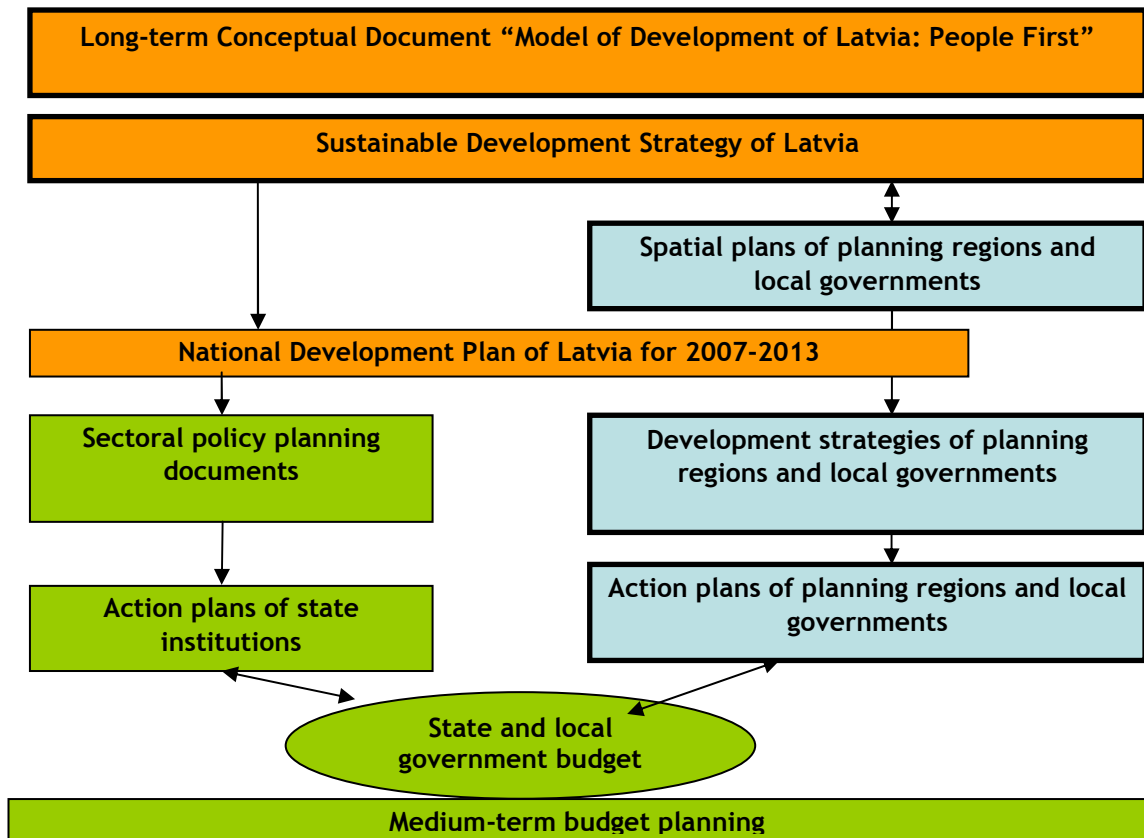 Long-term Conceptual Document “Model of Development of Latvia: People First”
Sustainable Development Strategy of Latvia
Spatial plans of planning regions and
local governments
National Development Plan of Latvia for 2007-2013
Sectoral policy planning
documents
Development strategies of planning
regions and local governments
Action plans of state
institutions
Action plans of planning regions and local
governments
State and local
government budget
Medium-term budget planning